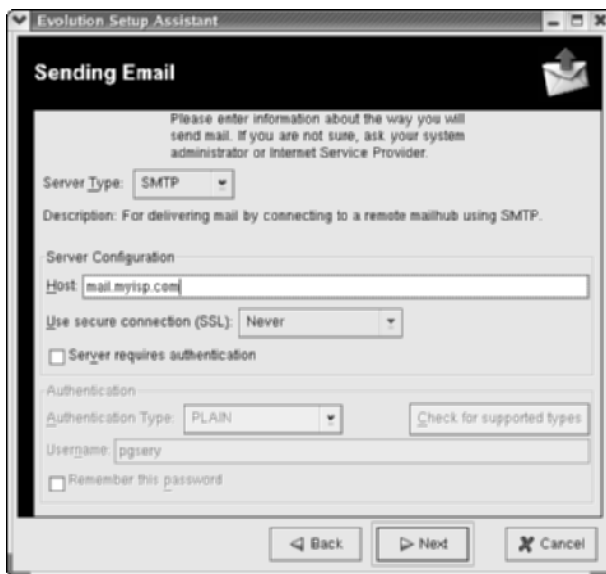 Evolution Setup Assistant
Sending Email
Please enter information about the way you will
send mail. If you are not sure, ask your system
administrator or Internet Service Provider.
Server Type: SMTP
Description: For delivering mail by connecting to a remote mailhub using SMTP.
Server Configuration
Host: mail.myisp.com
Use secure connection (SSL): Never
Server requires authentication
Authentication
Authentication Type: PLAIN Check for supported types
Username: pgsery
Remember this password
Back Next Cancel